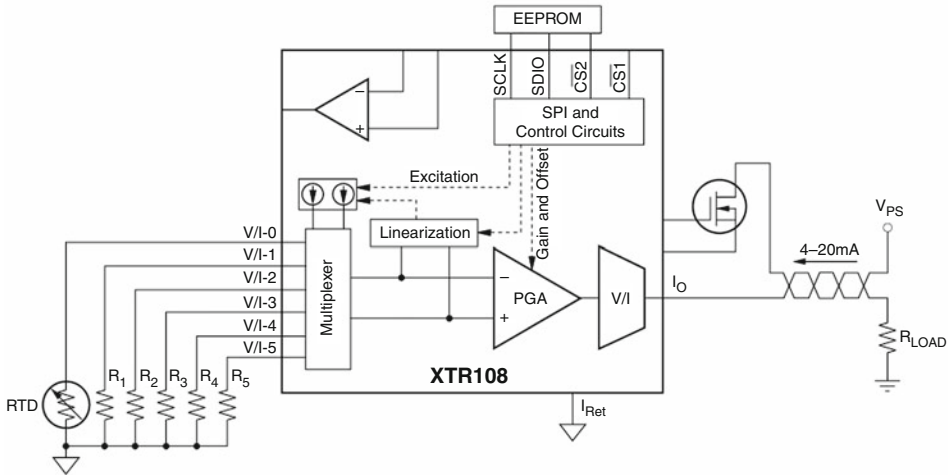 EEPROM
SCLK
SDIO
CS2
CS1
SPI and
Control Circuits
–
+
Excitation
Gain and Offset
Linearization
V/I-0
V/I-1
V/I-2
V/I-3
V/I-4
V/I-5
Multiplexer
–
PGA
+
V/I
IO
4–20mA
VPS
RLOAD
R1
R2
R3
R4
R5
RTD
XTR108
IRet